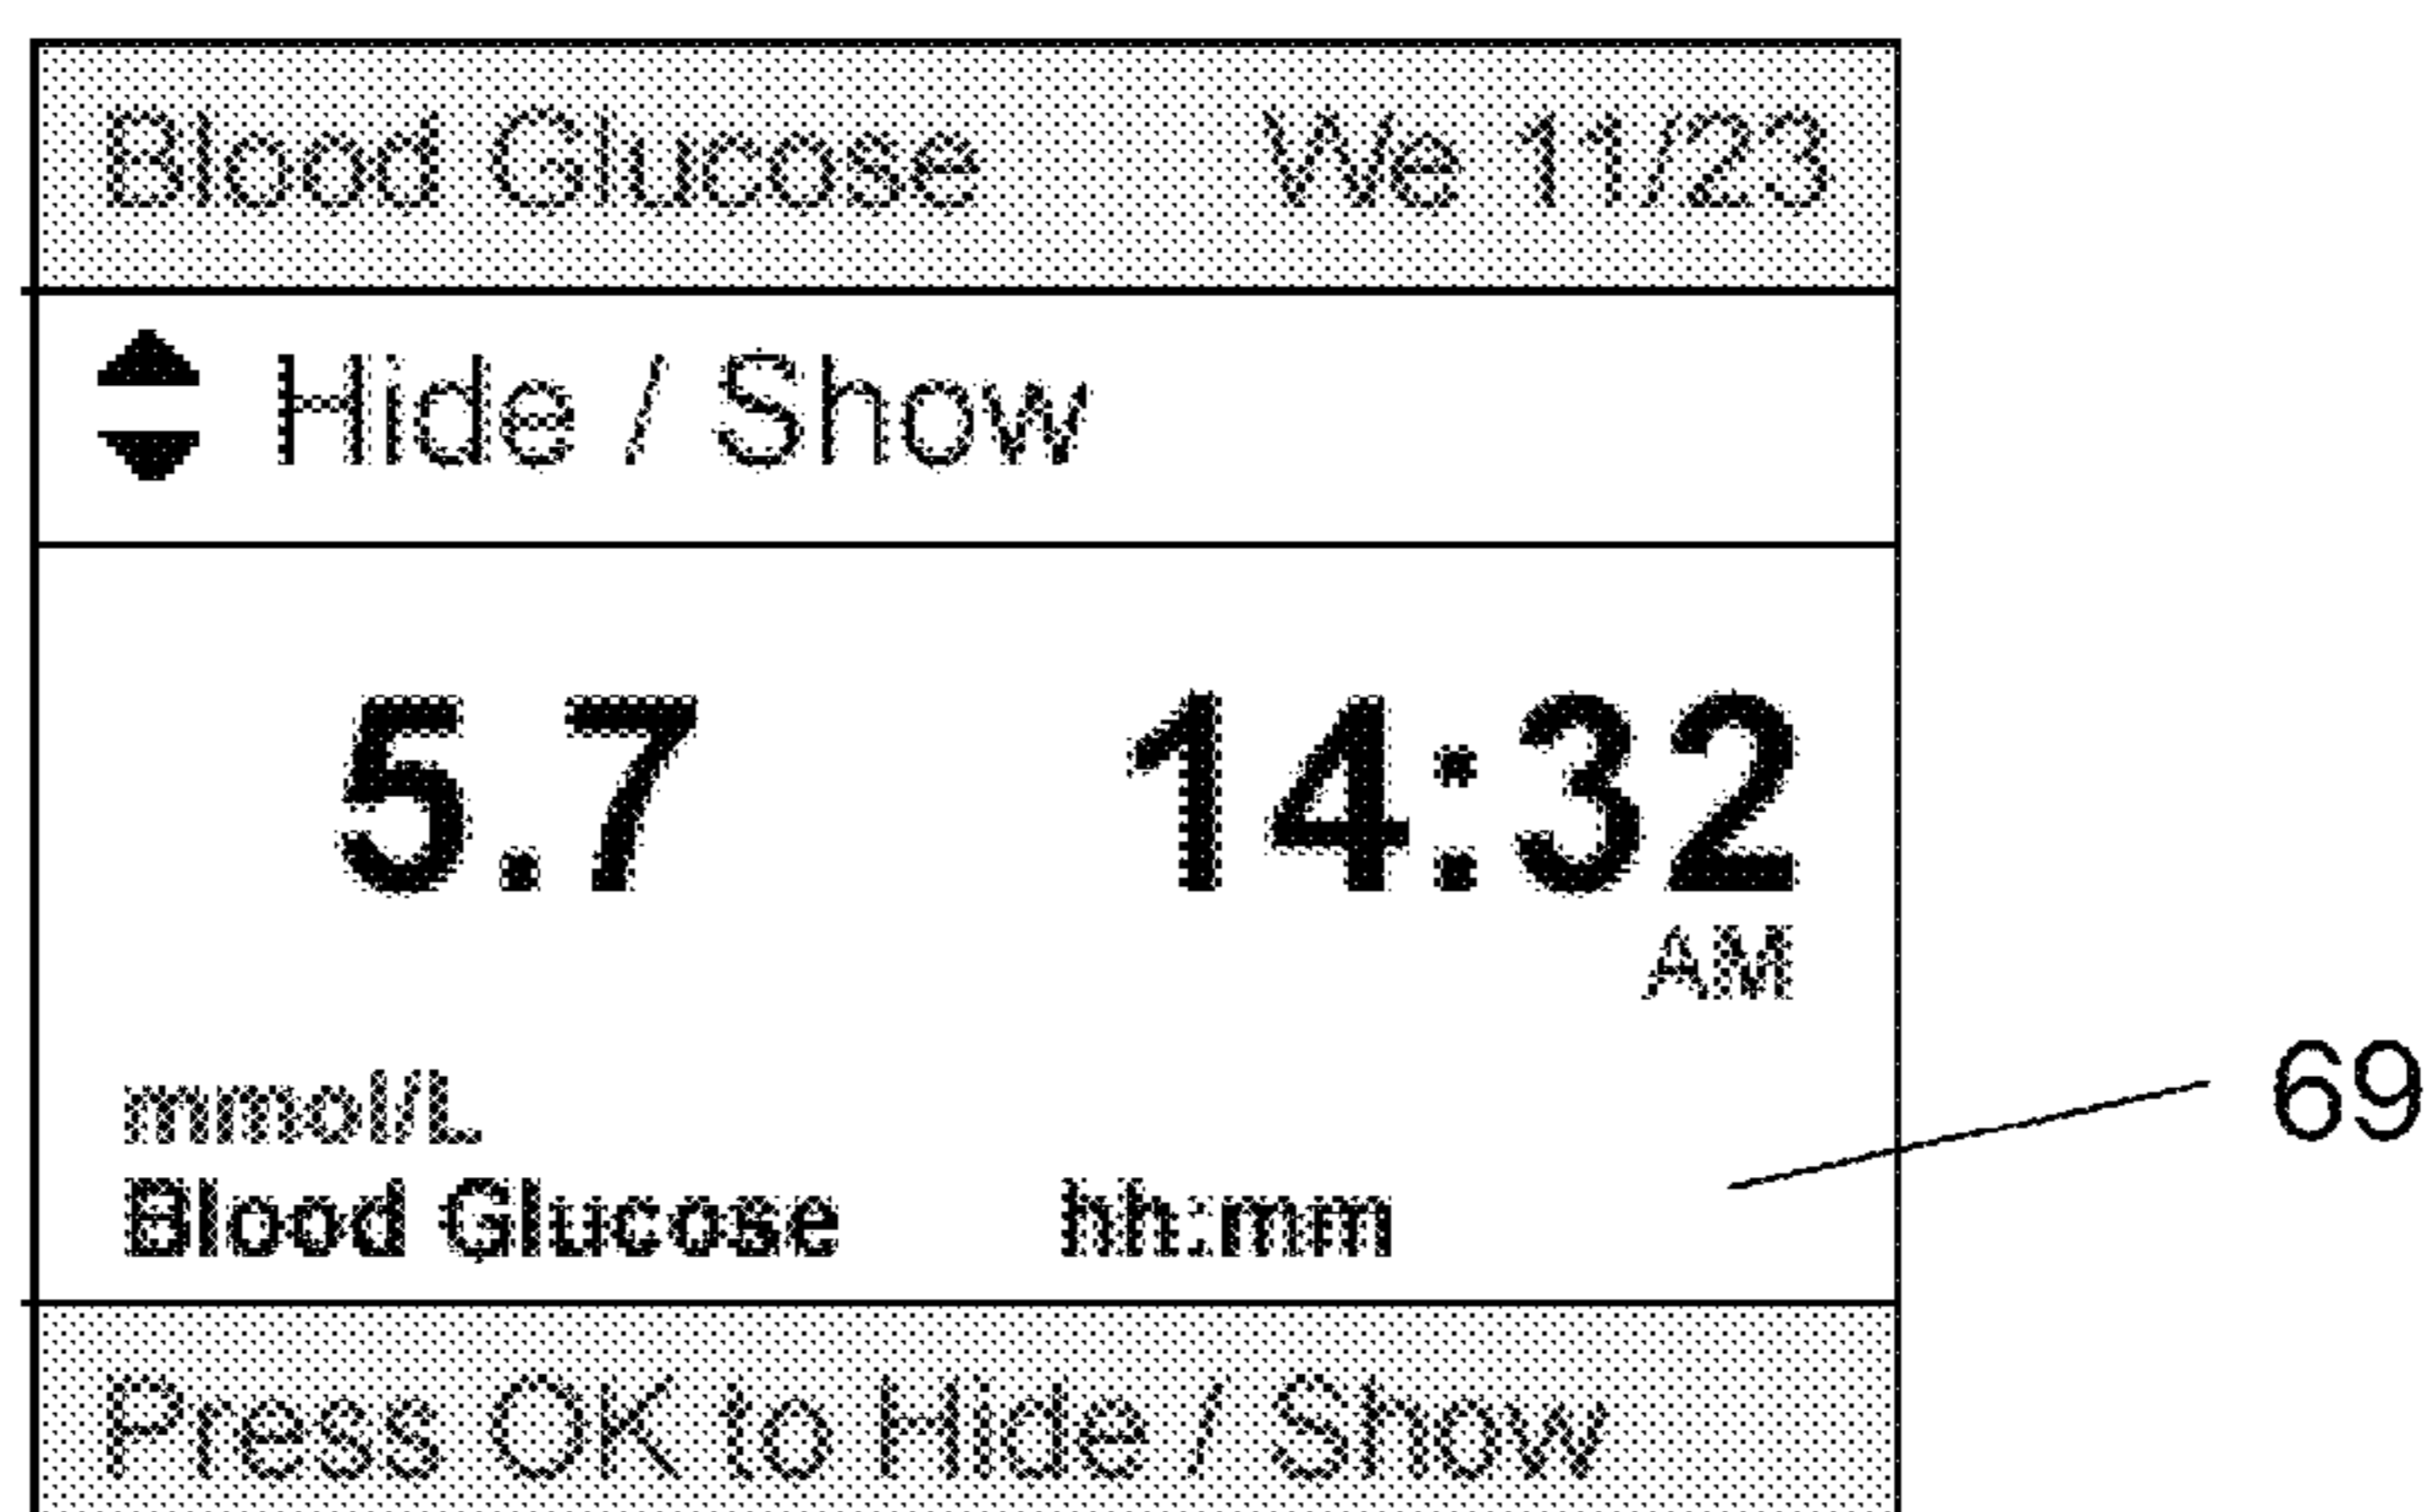 Blood Glucose We 11/23
Hide / Show
5.7 14:32
AM
mmol/L
69
Blood Glucose hh:mm
Press OK to Hide / Show